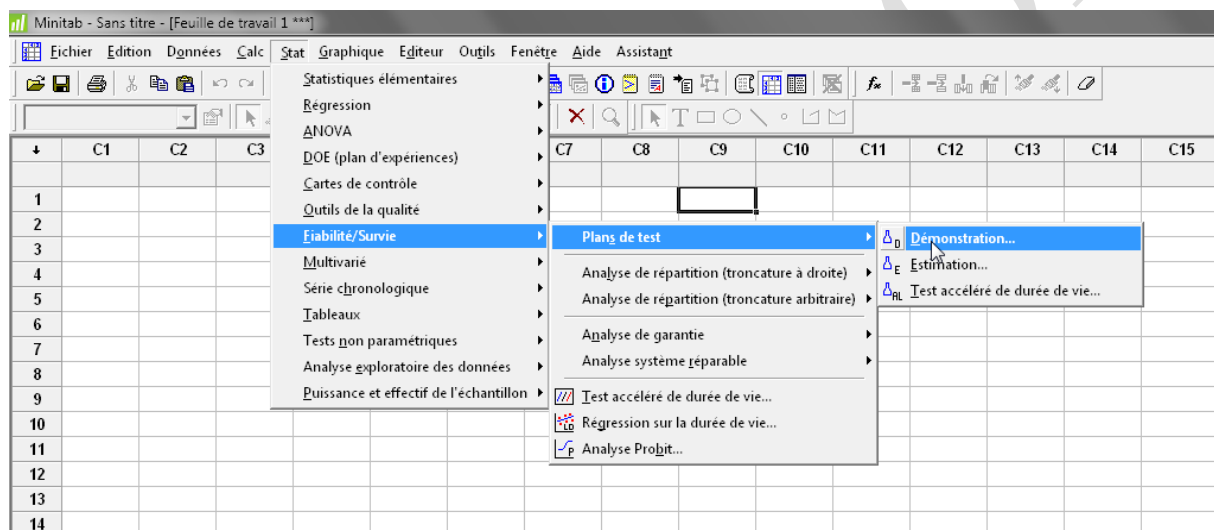 Minitab - Sans titre - [Feuille de travail 1 ***]
Fichier Edition Données Calc Stat Graphique Editeur Outils Fenêtre Aide Assistant
↓ C1 C2 C3 C7 C8 C9 C10 C11 C12 C13 C14 C15
Statistiques élémentaires
Régression
ANOVA
DOE (plan d'expériences)
Cartes de contrôle
Outils de la qualité
Fiabilité/Survie
Multivarié
Série chronologique
Tableaux
Tests non paramétriques
Analyse exploratoire des données
Puissance et effectif de l'échantillon
Plans de test
Analyse de répartition (troncature à droite)
Analyse de répartition (troncature arbitraire)
Analyse de garantie
Analyse système réparable
Test accéléré de durée de vie...
Régression sur la durée de vie...
Analyse Probit...
D Démonstration...
E Estimation...
AL Test accéléré de durée de vie...
1
2
3
4
5
6
7
8
9
10
11
12
13
14